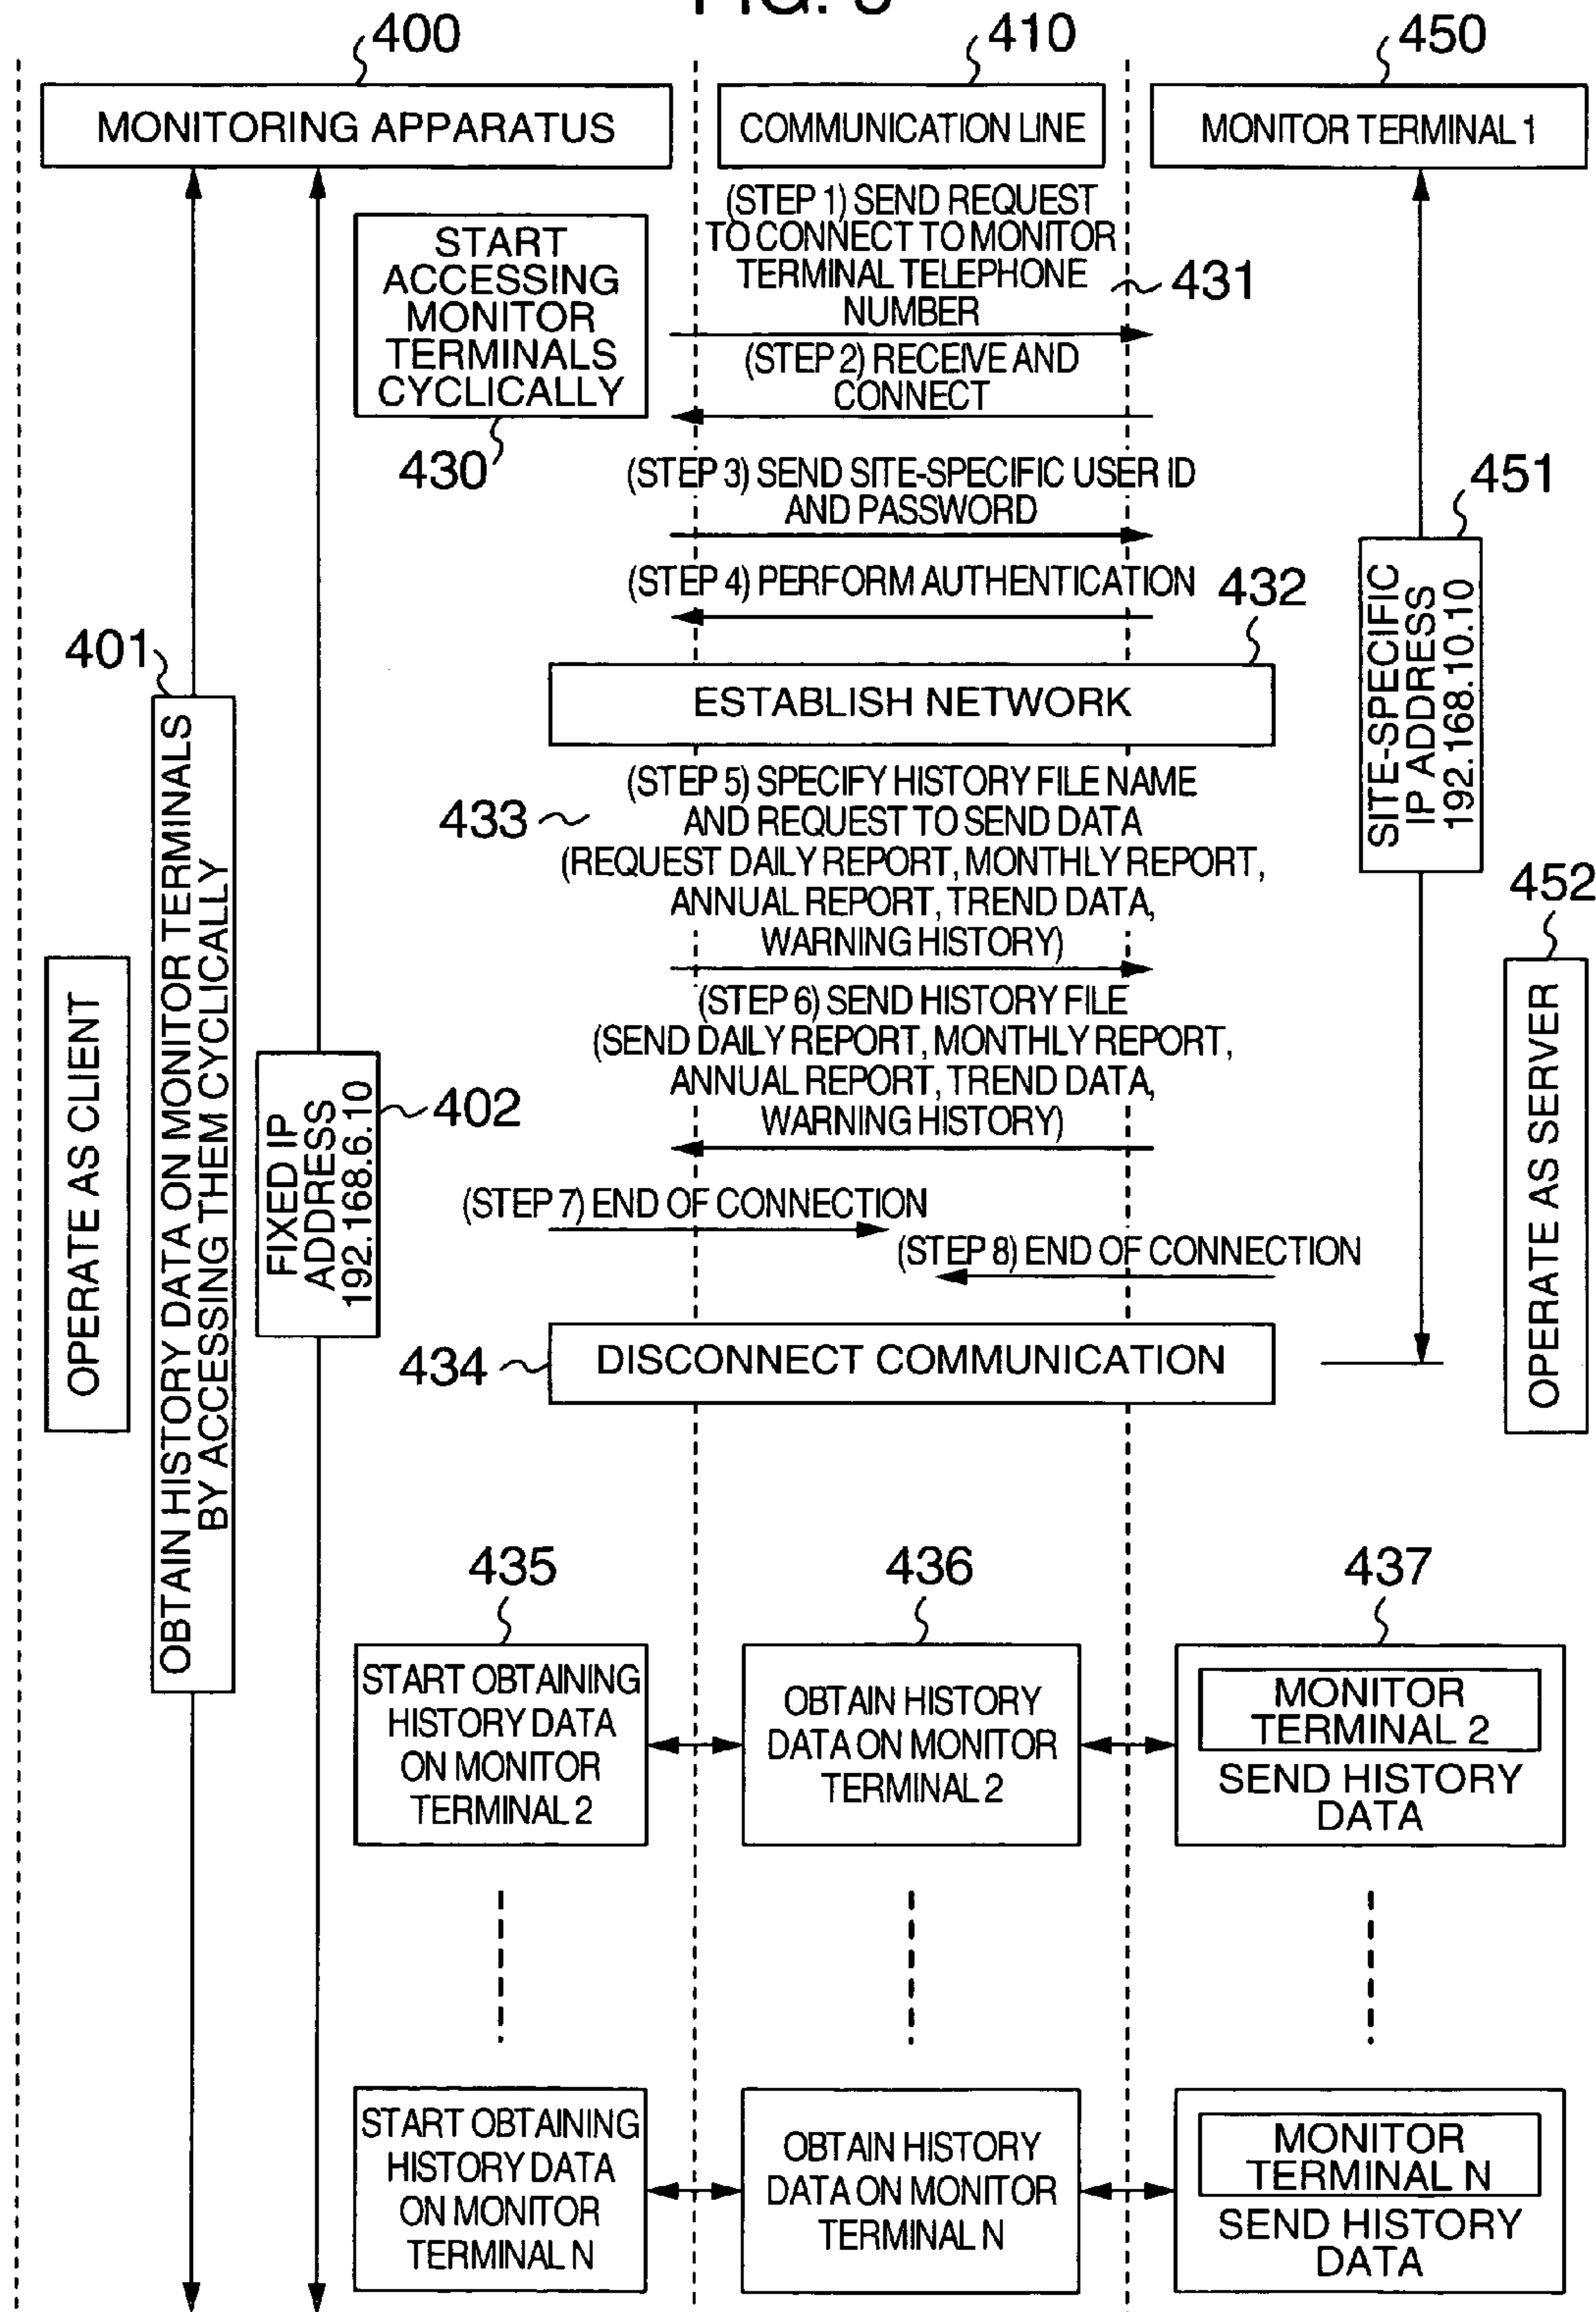 400
410
450
MONITORING APPARATUS
COMMUNICATION LINE
MONITOR TERMINAL 1
START
ACCESSING
MONITOR
TERMINALS
CYCLICALLY
430
(STEP 1) SEND REQUEST
TO CONNECT TO MONITOR
TERMINAL TELEPHONE
NUMBER
431
(STEP 2) RECEIVE AND
CONNECT
(STEP 3) SEND SITE-SPECIFIC USER ID
AND PASSWORD
(STEP 4) PERFORM AUTHENTICATION
432
ESTABLISH NETWORK
451
SITE-SPECIFIC
IP ADDRESS
192.168.10.10
401
OBTAIN HISTORY DATA ON MONITOR TERMINALS
BY ACCESSING THEM CYCLICALLY
OPERATE AS CLIENT
FIXED IP
ADDRESS
192.168.6.10
402
433
(STEP 5) SPECIFY HISTORY FILE NAME
AND REQUEST TO SEND DATA
(REQUEST DAILY REPORT, MONTHLY REPORT,
ANNUAL REPORT, TREND DATA,
WARNING HISTORY)
(STEP 6) SEND HISTORY FILE
(SEND DAILY REPORT, MONTHLY REPORT,
ANNUAL REPORT, TREND DATA,
WARNING HISTORY)
452
OPERATE AS SERVER
(STEP 7) END OF CONNECTION
(STEP 8) END OF CONNECTION
434
DISCONNECT COMMUNICATION
435
436
437
START OBTAINING
HISTORY DATA
ON MONITOR
TERMINAL 2
OBTAIN HISTORY
DATA ON MONITOR
TERMINAL 2
MONITOR
TERMINAL 2
SEND HISTORY
DATA
START OBTAINING
HISTORY DATA
ON MONITOR
TERMINAL N
OBTAIN HISTORY
DATA ON MONITOR
TERMINAL N
MONITOR
TERMINAL N
SEND HISTORY
DATA